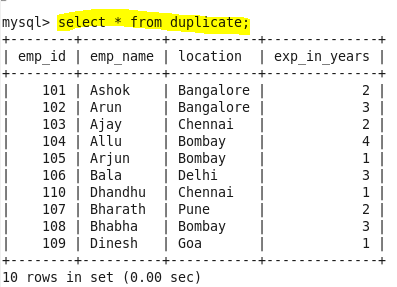 mysql> select * from duplicate;
+--------+----------+-----------+--------------+
| emp_id | emp_name | location  | exp_in_years |
+--------+----------+-----------+--------------+
|    101 | Ashok    | Bangalore |            2 |
|    102 | Arun     | Bangalore |            3 |
|    103 | Ajay     | Chennai   |            2 |
|    104 | Allu     | Bombay    |            4 |
|    105 | Arjun    | Bombay    |            1 |
|    106 | Bala     | Delhi     |            3 |
|    110 | Dhandhu  | Chennai   |            1 |
|    107 | Bharath  | Pune      |            2 |
|    108 | Bhabha   | Bombay    |            3 |
|    109 | Dinesh   | Goa       |            1 |
+--------+----------+-----------+--------------+
10 rows in set (0.00 sec)